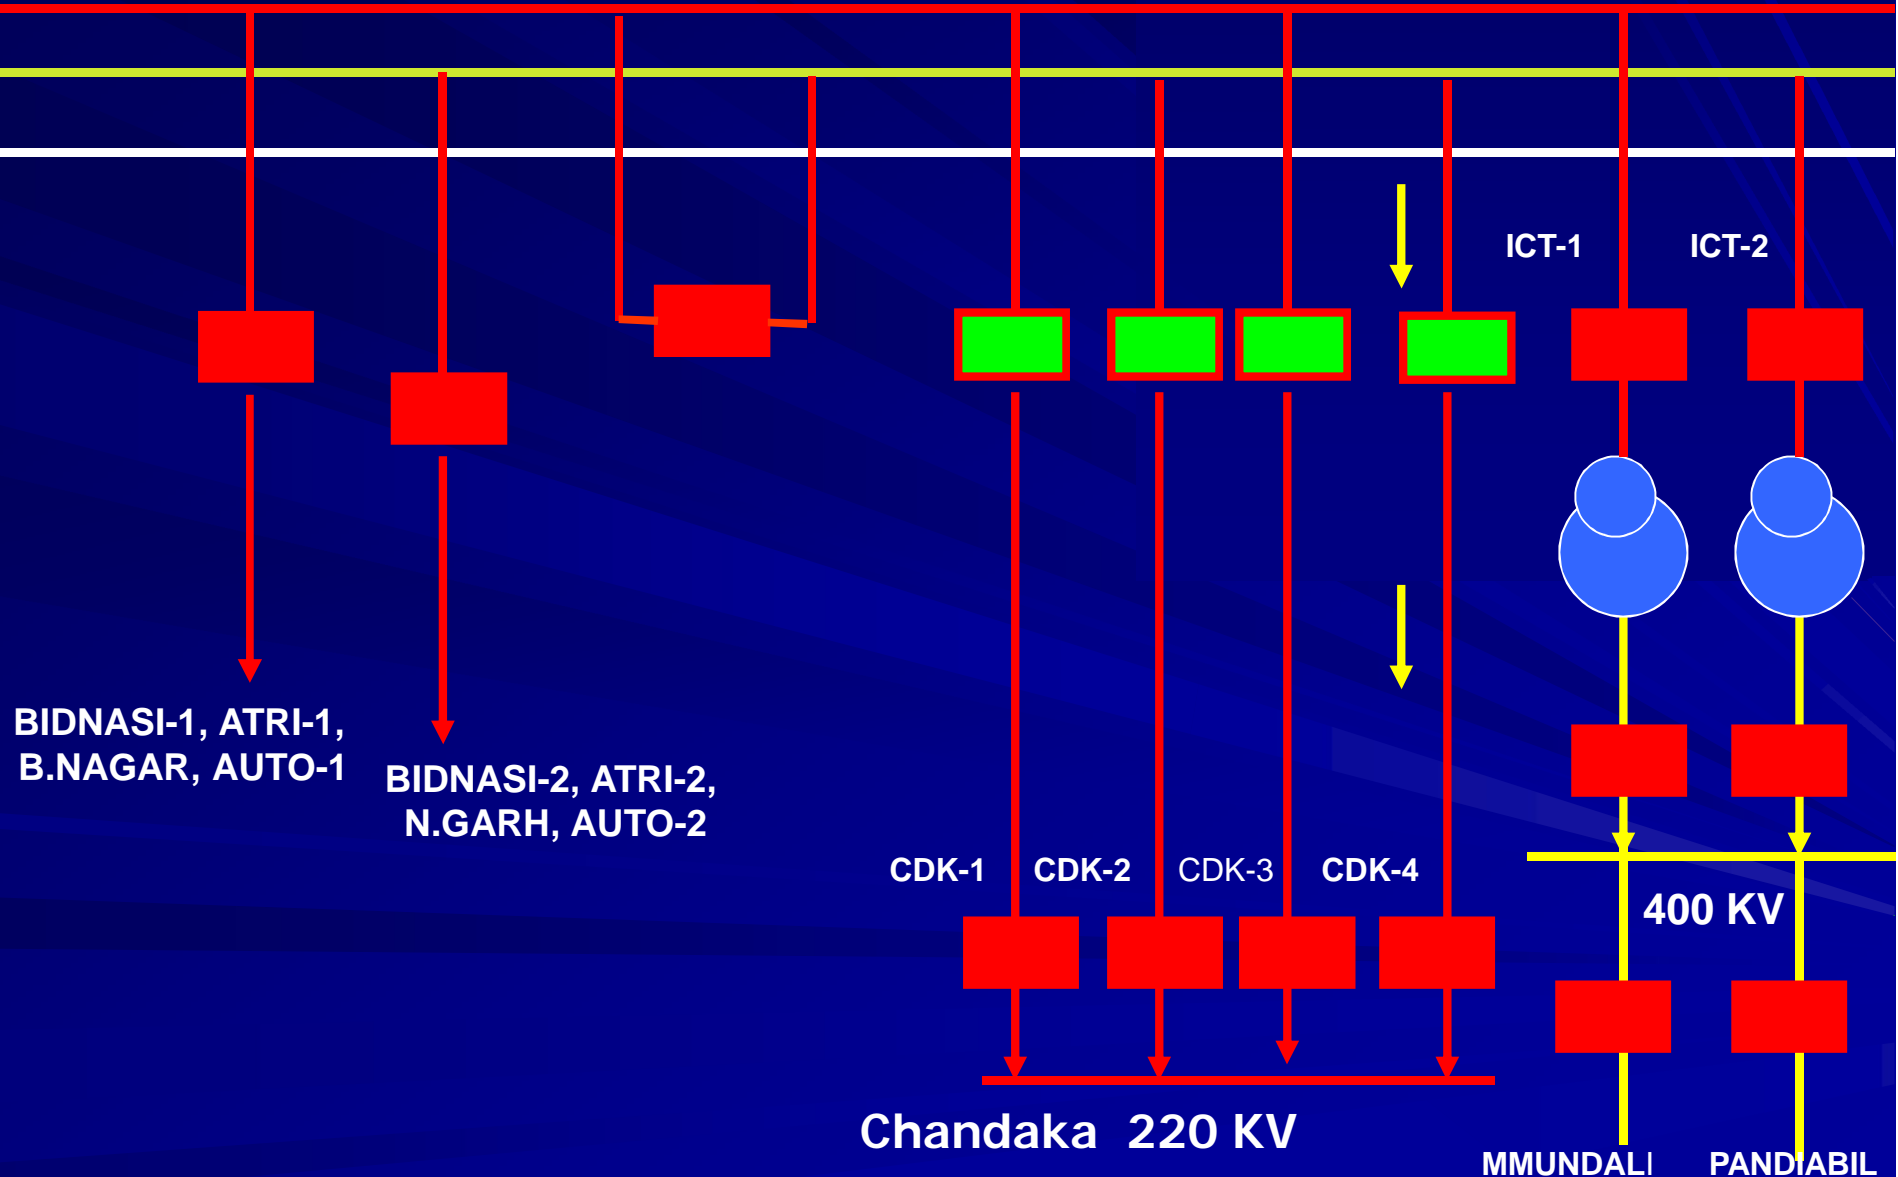 ICT-1
ICT-2
BIDNASI-1, ATRI-1,
B.NAGAR, AUTO-1
BIDNASI-2, ATRI-2,
N.GARH, AUTO-2
CDK-1
CDK-2
CDK-3
CDK-4
400 KV
Chandaka 220 KV
MMUNDALI
PANDIABIL